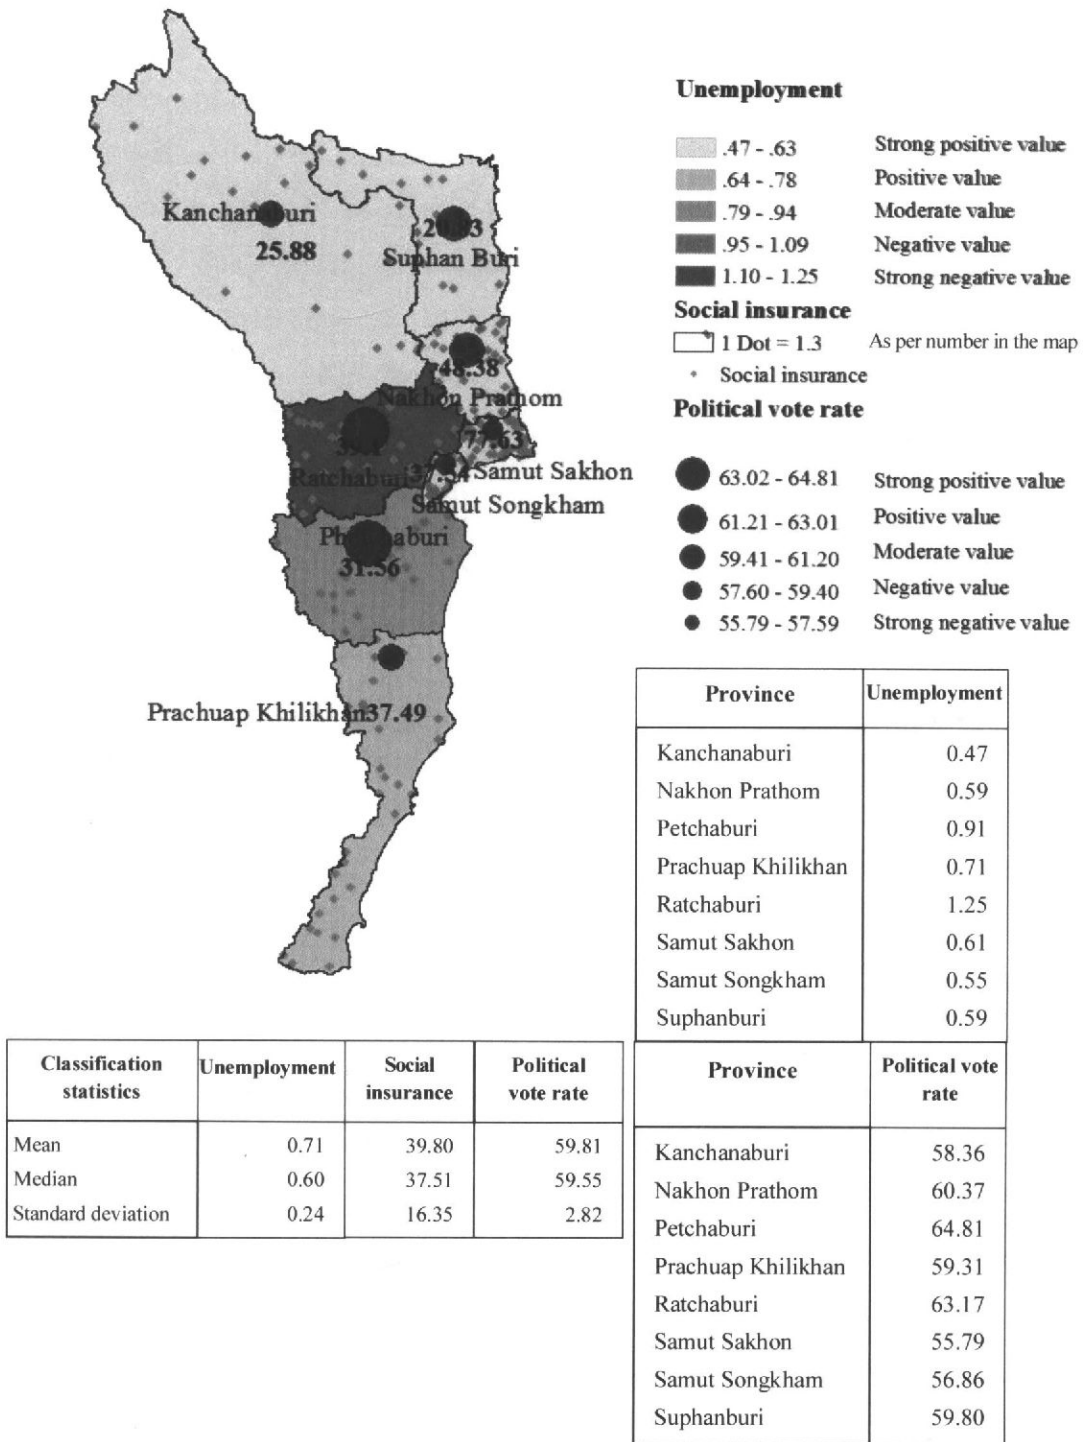 Kanchanaburi
25.88
Suphan Buri
48.38
Nakhon Prathom
77.63
Ratchaburi
Samut Sakhon
Samut Songkham
31.56
Prachuap Khilikhan 37.49
Unemployment
.47 - .63 Strong positive value
.64 - .78 Positive value
.79 - .94 Moderate value
.95 - 1.09 Negative value
1.10 - 1.25 Strong negative value
Social insurance
1 Dot = 1.3 As per number in the map
Social insurance
Political vote rate
63.02 - 64.81 Strong positive value
61.21 - 63.01 Positive value
59.41 - 61.20 Moderate value
57.60 - 59.40 Negative value
55.79 - 57.59 Strong negative value
Province Unemployment
Kanchanaburi 0.47
Nakhon Prathom 0.59
Petchaburi 0.91
Prachuap Khilikhan 0.71
Ratchaburi 1.25
Samut Sakhon 0.61
Samut Songkham 0.55
Suphanburi 0.59
Classification statistics Unemployment Social insurance Political vote rate
Mean 0.71 39.80 59.81
Median 0.60 37.51 59.55
Standard deviation 0.24 16.35 2.82
Province Political vote rate
Kanchanaburi 58.36
Nakhon Prathom 60.37
Petchaburi 64.81
Prachuap Khilikhan 59.31
Ratchaburi 63.17
Samut Sakhon 55.79
Samut Songkham 56.86
Suphanburi 59.80